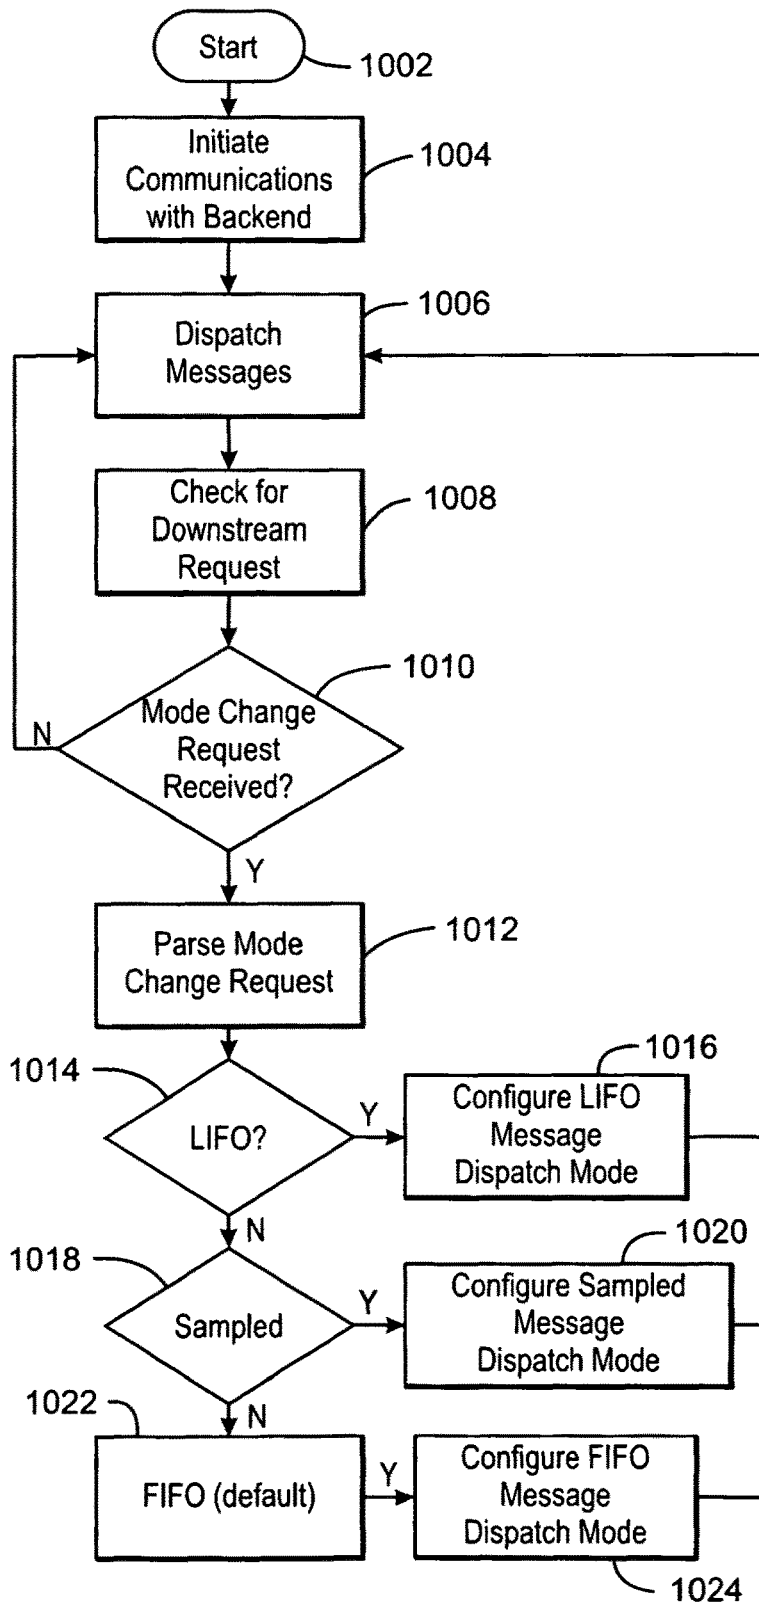 Start
1002
Initiate
Communications
with Backend
1004
Dispatch
Messages
1006
Check for
Downstream
Request
1008
Mode Change
Request
Received?
1010
N
Y
Parse Mode
Change Request
1012
1014
LIFO?
Y
N
Configure LIFO
Message
Dispatch Mode
1016
1018
Sampled
Y
N
Configure Sampled
Message
Dispatch Mode
1020
1022
FIFO (default)
Y
Configure FIFO
Message
Dispatch Mode
1024